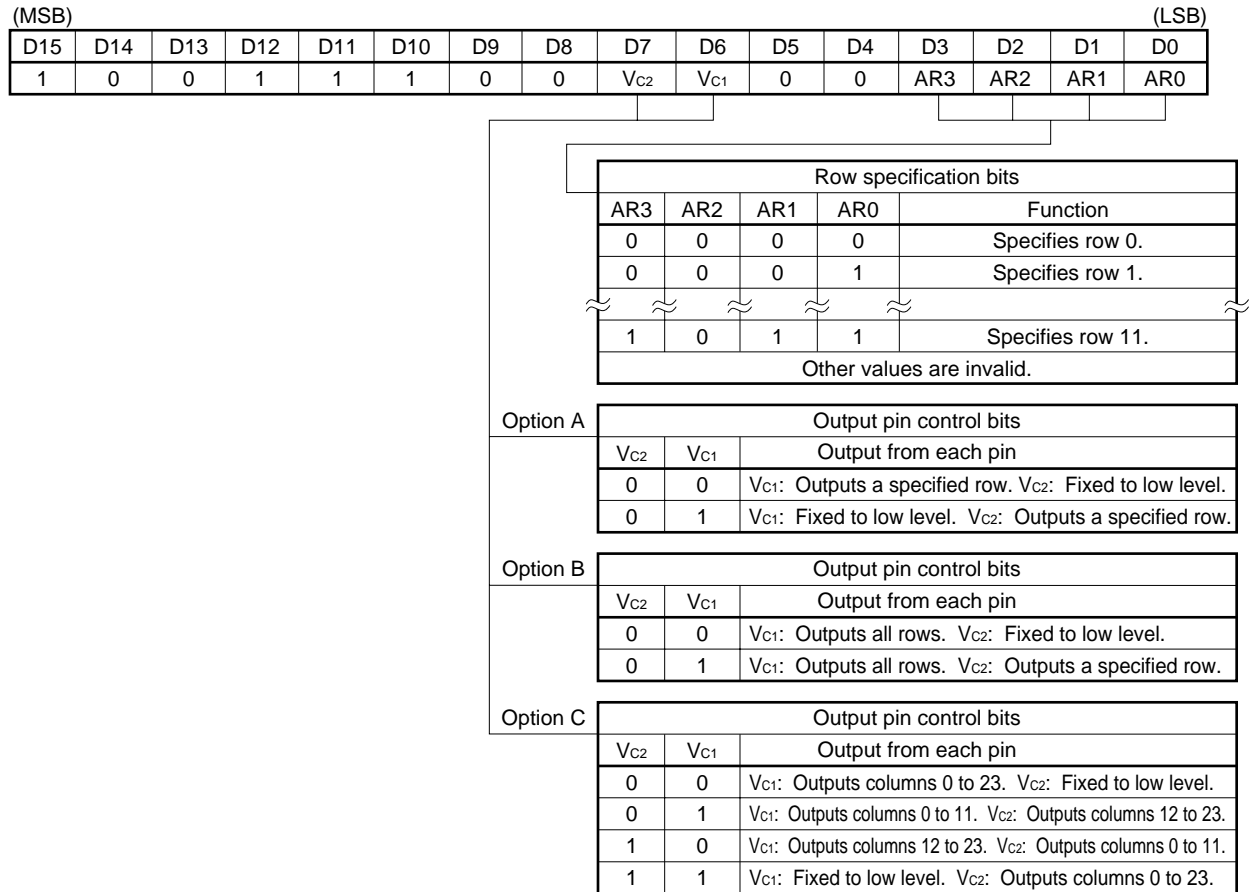 (MSB) (LSB)
D15 D14 D13 D12 D11 D10 D9 D8 D7 D6 D5 D4 D3 D2 D1 D0
1 0 0 1 1 1 0 0 VC2 VC1 0 0 AR3 AR2 AR1 AR0
Row specification bits
AR3 AR2 AR1 AR0 Function
0 0 0 0 Specifies row 0.
0 0 0 1 Specifies row 1.
1 0 1 1 Specifies row 11.
Other values are invalid.
Option A Output pin control bits
VC2 VC1 Output from each pin
0 0 VC1: Outputs a specified row. VC2: Fixed to low level.
0 1 VC1: Fixed to low level. VC2: Outputs a specified row.
Option B Output pin control bits
VC2 VC1 Output from each pin
0 0 VC1: Outputs all rows. VC2: Fixed to low level.
0 1 VC1: Outputs all rows. VC2: Outputs a specified row.
Option C Output pin control bits
VC2 VC1 Output from each pin
0 0 VC1: Outputs columns 0 to 23. VC2: Fixed to low level.
0 1 VC1: Outputs columns 0 to 11. VC2: Outputs columns 12 to 23.
1 0 VC1: Outputs columns 12 to 23. VC2: Outputs columns 0 to 11.
1 1 VC1: Fixed to low level. VC2: Outputs columns 0 to 23.